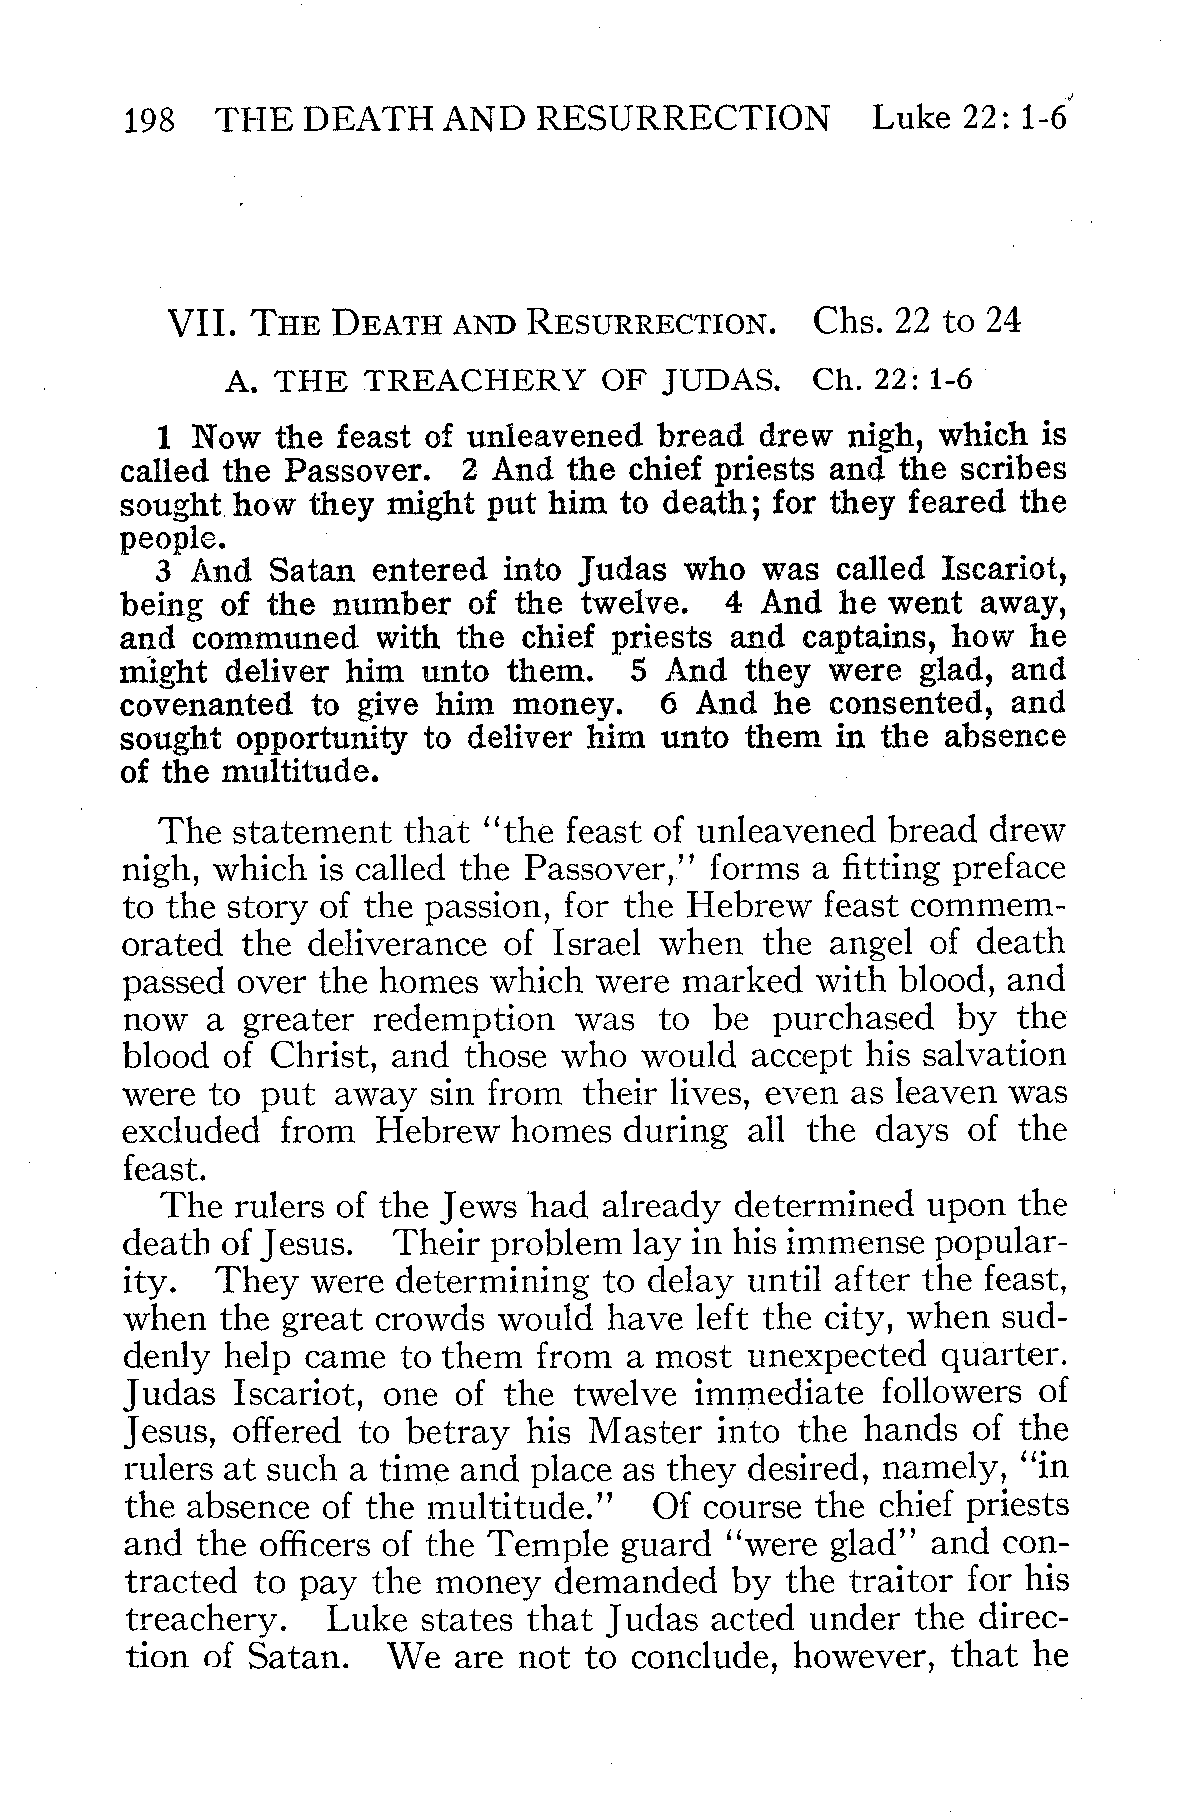 198 THE DEATH AND RESURRECTION Luke 22: 1-6
VII. THE DEATH AND RESURRECTION. Chs. 22 to 24
A. THE TREACHERY OF JUDAS. Ch. 22: 1-6
1 Now the feast of unleavened bread drew nigh, which is
called the Passover. 2 And the chief priests and the scribes
sought how they might put him to death; for they feared the
people.
3 And Satan entered into Judas who was called Iscariot,
being of the number of the twelve. 4 And he went away,
and communed with the chief priests and captains, how he
might deliver him unto them. 5 And they were glad, and
covenanted to give him money. 6 And he consented, and
sought opportunity to deliver him unto them in the absence
of the multitude.
The statement that "the feast of unleavened bread drew
nigh, which is called the Passover," forms a fitting preface
to the story of the passion, for the Hebrew feast commem-
orated the deliverance of Israel when the angel of death
passed over the homes which were marked with blood, and
now a greater redemption was to be purchased by the
blood of Christ, and those who would accept his salvation
were to put away sin from their lives, even as leaven was
excluded from Hebrew homes during all the days of the
feast.
The rulers of the Jews had already determined upon the
death of Jesus. Their problem lay in his immense popular-
ity. They were determining to delay until after the feast,
when the great crowds would have left the city, when sud-
denly help came to them from a most unexpected quarter.
Judas Iscariot, one of the twelve immediate followers of
Jesus, offered to betray his Master into the hands of the
rulers at such a time and place as they desired, namely, "in
the absence of the multitude." Of course the chief priests
and the officers of the Temple guard "were glad" and con-
tracted to pay the money demanded by the traitor for his
treachery. Luke states that Judas acted under the direc-
tion of Satan. We are not to conclude, however, that he